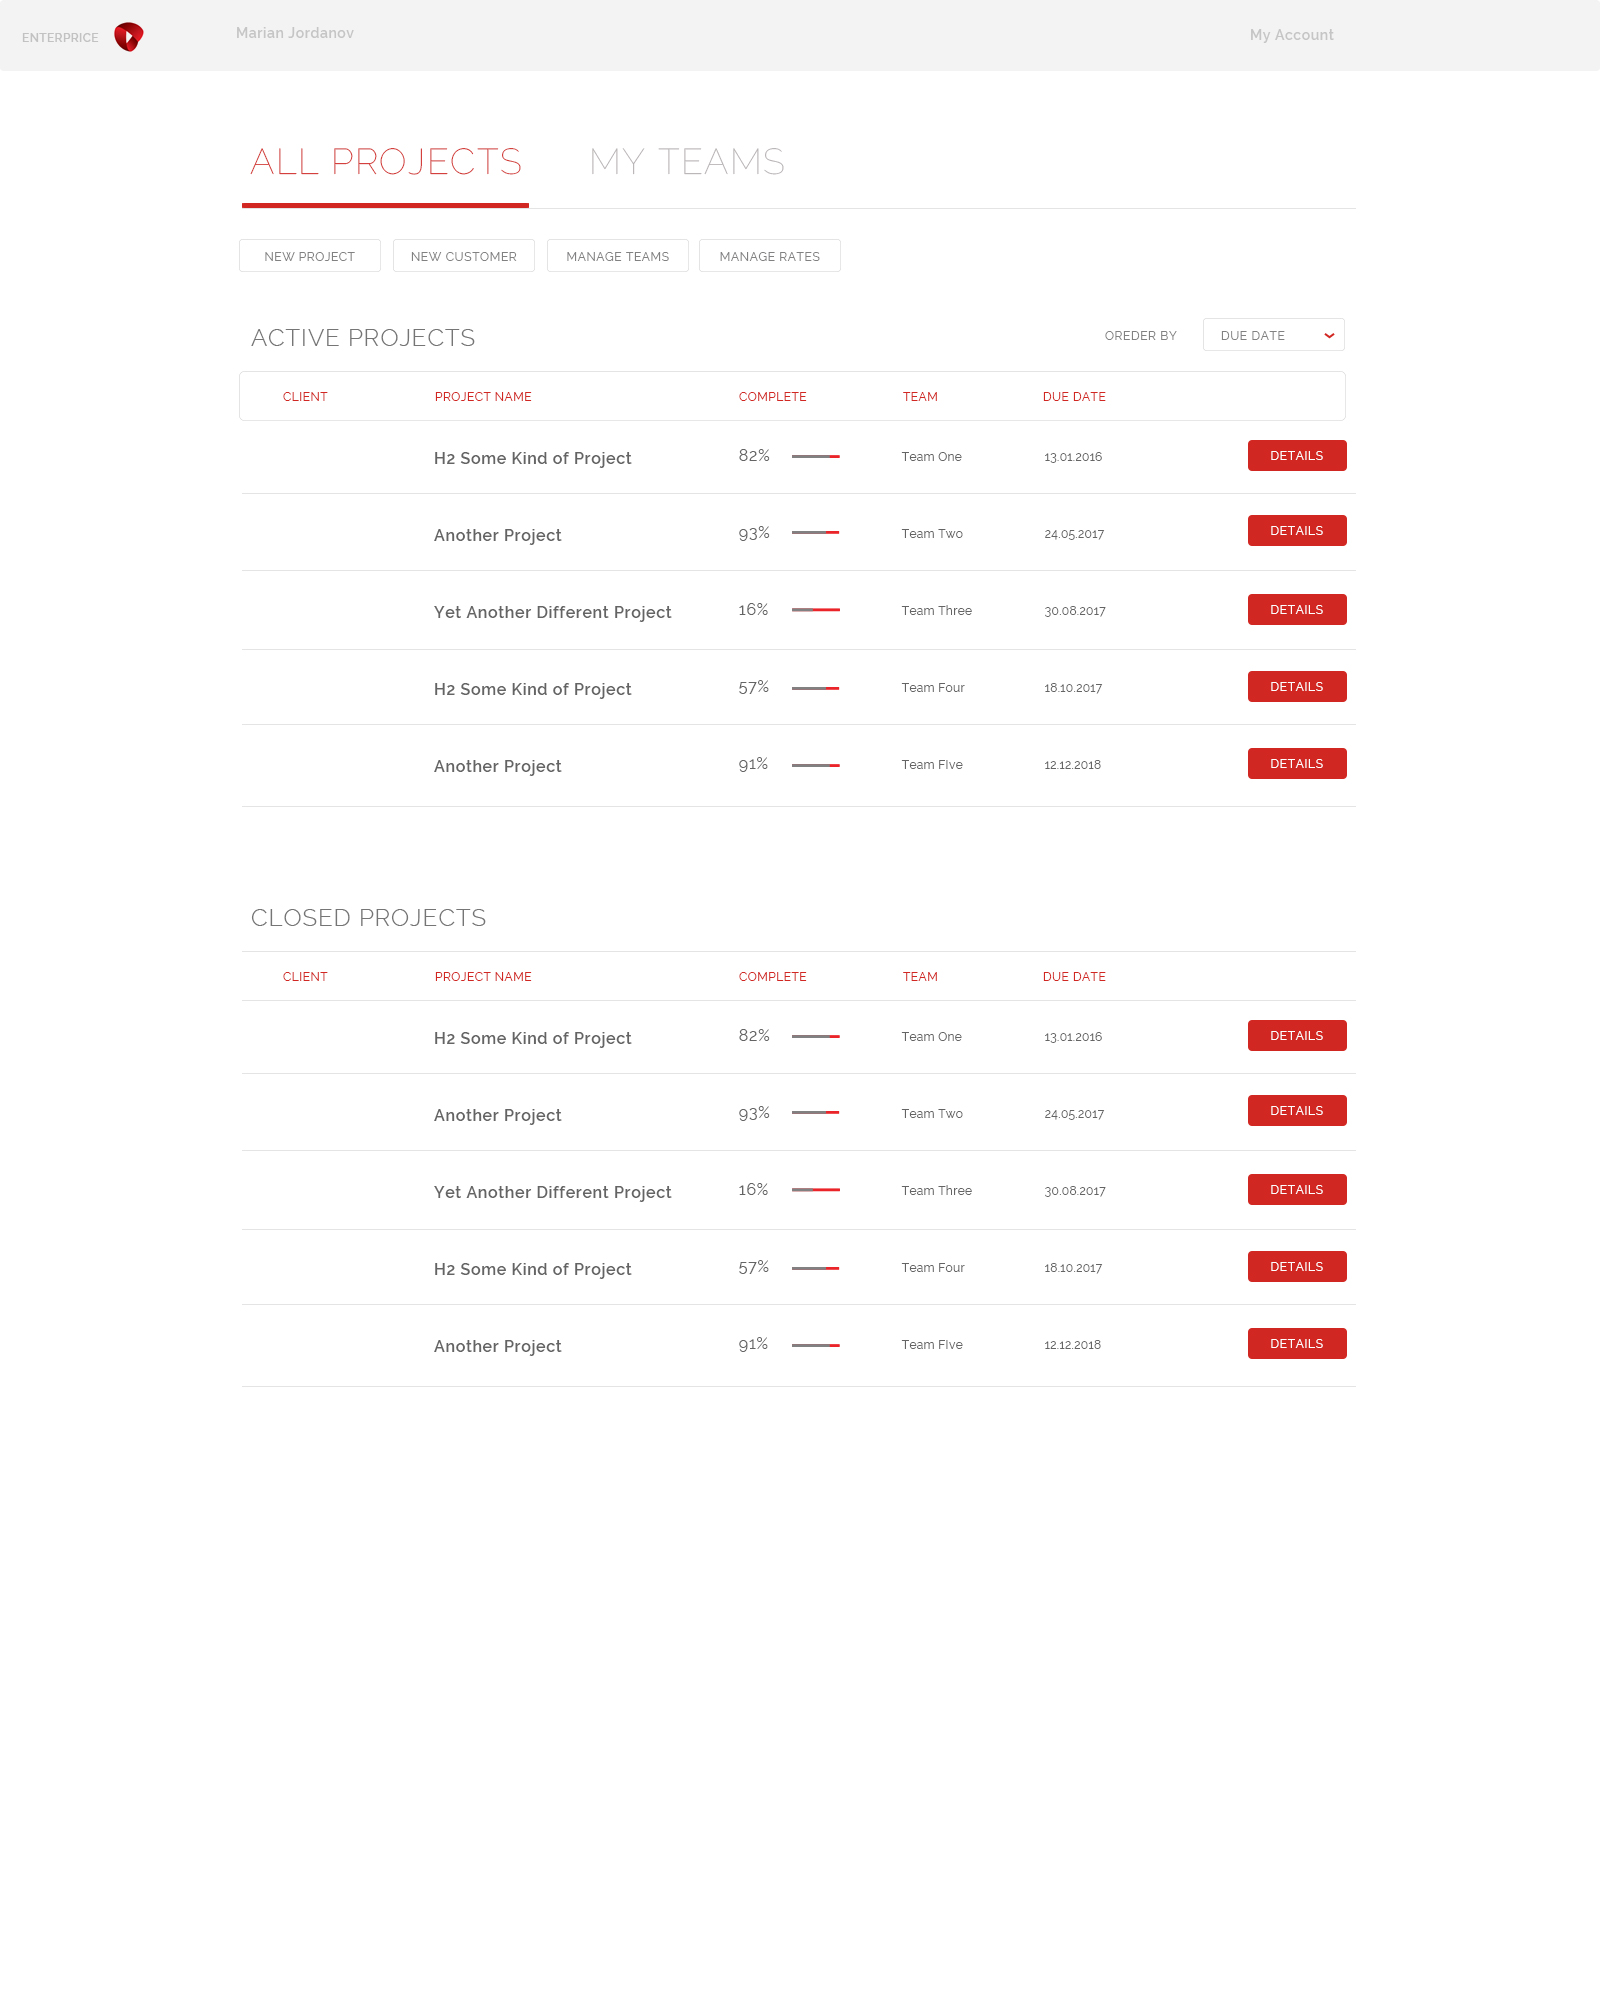 ENTERPRICE
Marian Jordanov
My Account
ALL PROJECTS MY TEAMS
NEW PROJECT NEW CUSTOMER MANAGE TEAMS MANAGE RATES
ACTIVE PROJECTS OREDER BY DUE DATE
CLIENT PROJECT NAME COMPLETE TEAM DUE DATE
H2 Some Kind of Project 82% Team One 13.01.2016 DETAILS
Another Project 93% Team Two 24.05.2017 DETAILS
Yet Another Different Project 16% Team Three 30.08.2017 DETAILS
H2 Some Kind of Project 57% Team Four 18.10.2017 DETAILS
Another Project 91% Team FIve 12.12.2018 DETAILS
CLOSED PROJECTS
CLIENT PROJECT NAME COMPLETE TEAM DUE DATE
H2 Some Kind of Project 82% Team One 13.01.2016 DETAILS
Another Project 93% Team Two 24.05.2017 DETAILS
Yet Another Different Project 16% Team Three 30.08.2017 DETAILS
H2 Some Kind of Project 57% Team Four 18.10.2017 DETAILS
Another Project 91% Team FIve 12.12.2018 DETAILS